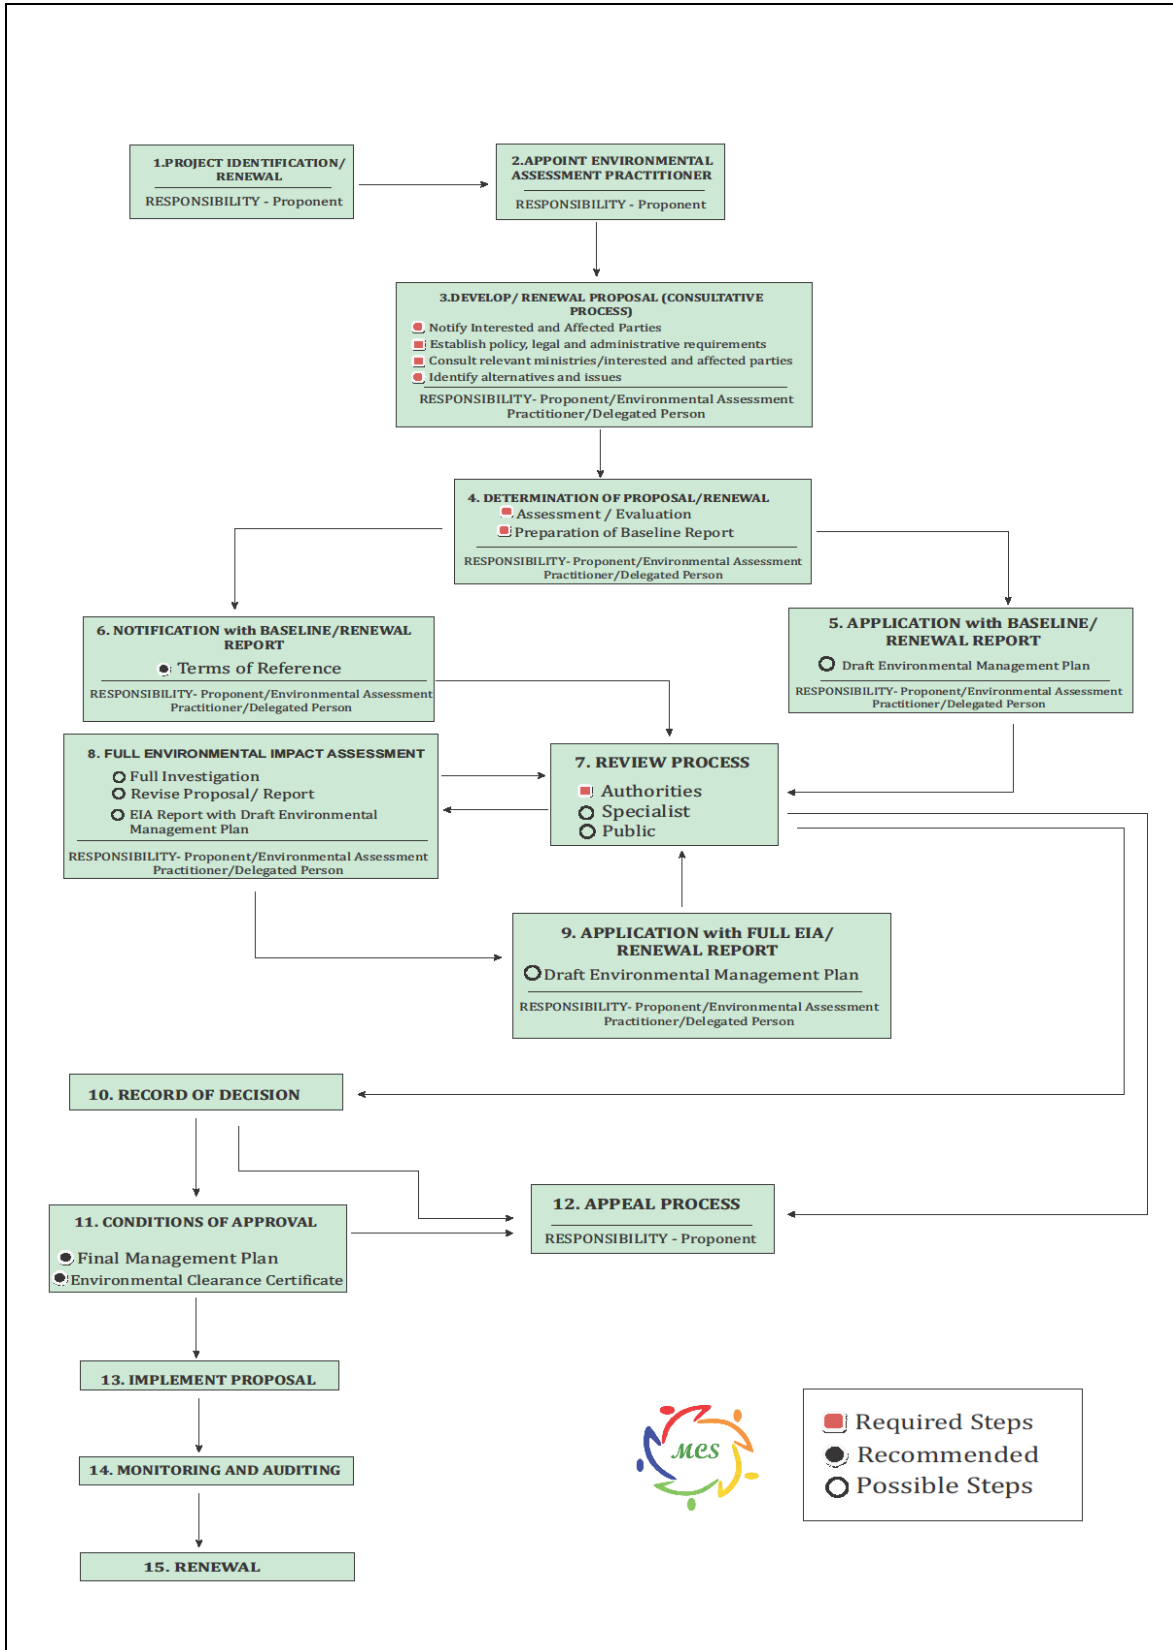 1.PROJECT IDENTIFICATION/
RENEWAL
RESPONSIBILITY - Proponent
2.APPOINT ENVIRONMENTAL
ASSESSMENT PRACTITIONER
RESPONSIBILITY - Proponent
3.DEVELOP/ RENEWAL PROPOSAL (CONSULTATIVE
PROCESS)
Notify Interested and Affected Parties
Establish policy, legal and administrative requirements
Consult relevant ministries/interested and affected parties
Identify alternatives and issues
RESPONSIBILITY- Proponent/Environmental Assessment
Practitioner/Delegated Person
4. DETERMINATION OF PROPOSAL/RENEWAL
Assessment / Evaluation
Preparation of Baseline Report
RESPONSIBILITY- Proponent/Environmental Assessment
Practitioner/Delegated Person
6. NOTIFICATION with BASELINE/RENEWAL
REPORT
Terms of Reference
RESPONSIBILITY- Proponent/Environmental Assessment
Practitioner/Delegated Person
5. APPLICATION with BASELINE/
RENEWAL REPORT
Draft Environmental Management Plan
RESPONSIBILITY- Proponent/Environmental Assessment
Practitioner/Delegated Person
8. FULL ENVIRONMENTAL IMPACT ASSESSMENT
Full Investigation
Revise Proposal/ Report
EIA Report with Draft Environmental
Management Plan
RESPONSIBILITY- Proponent/Environmental Assessment
Practitioner/Delegated Person
7. REVIEW PROCESS
Authorities
Specialist
Public
9. APPLICATION with FULL EIA/
RENEWAL REPORT
Draft Environmental Management Plan
RESPONSIBILITY- Proponent/Environmental Assessment
Practitioner/Delegated Person
10. RECORD OF DECISION
11. CONDITIONS OF APPROVAL
Final Management Plan
Environmental Clearance Certificate
12. APPEAL PROCESS
RESPONSIBILITY - Proponent
13. IMPLEMENT PROPOSAL
14. MONITORING AND AUDITING
15. RENEWAL
MCS
Required Steps
Recommended
Possible Steps